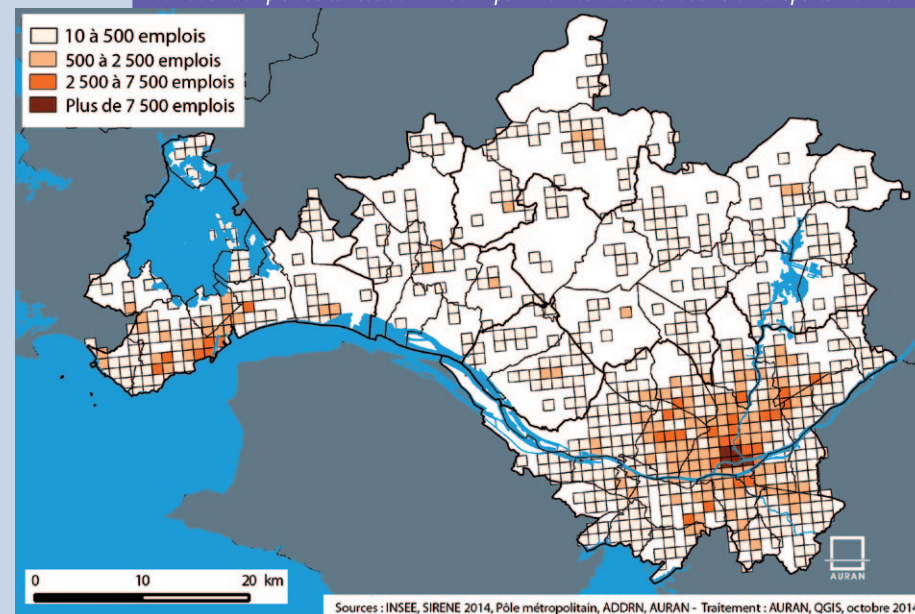 10 à 500 emplois
500 à 2 500 emplois
2 500 à 7 500 emplois
Plus de 7 500 emplois
AURAN
0 10 20 km
Sources : INSEE, SIRENE 2014, Pôle métropolitain, ADDRN, AURAN - Traitement : AURAN, QGIS, octobre 2014